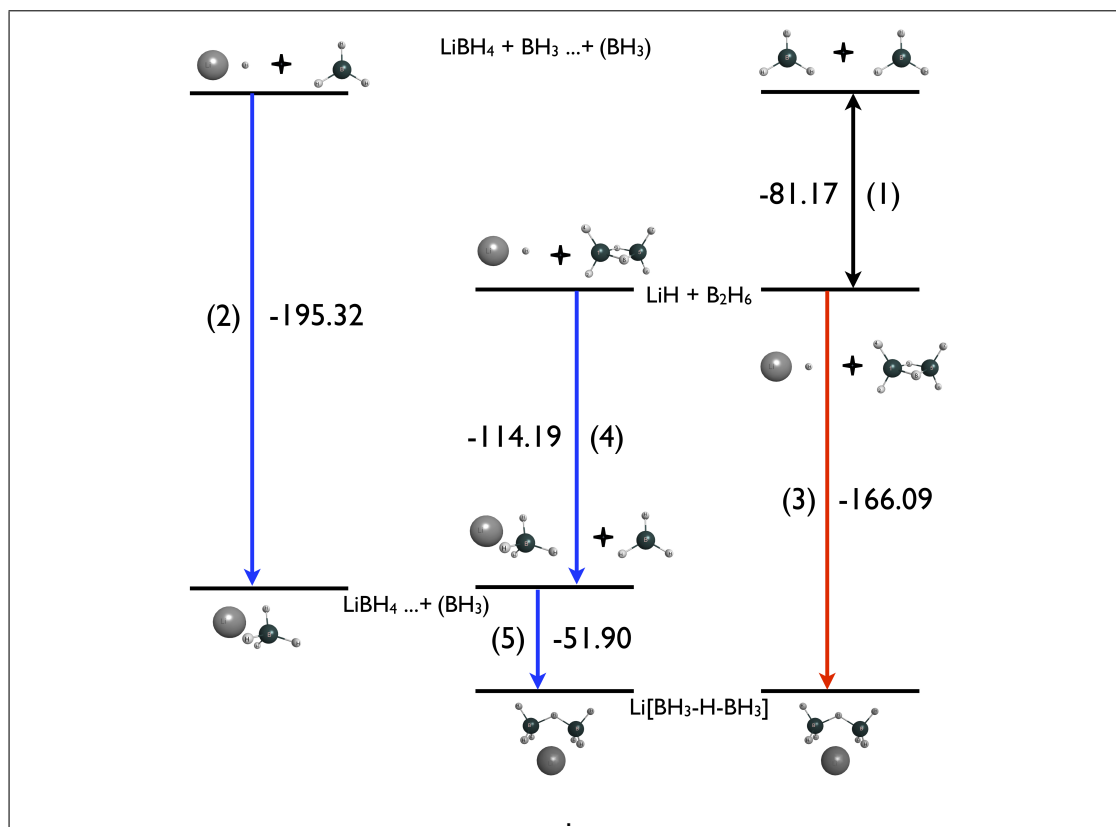 LiBH₄ + BH₃ ...+ (BH₃)
-81.17 (1)
LiH + B₂H₆
(2) -195.32
-114.19 (4)
(3) -166.09
LiBH₄ ...+ (BH₃)
(5) -51.90
Li[BH₃-H-BH₃]